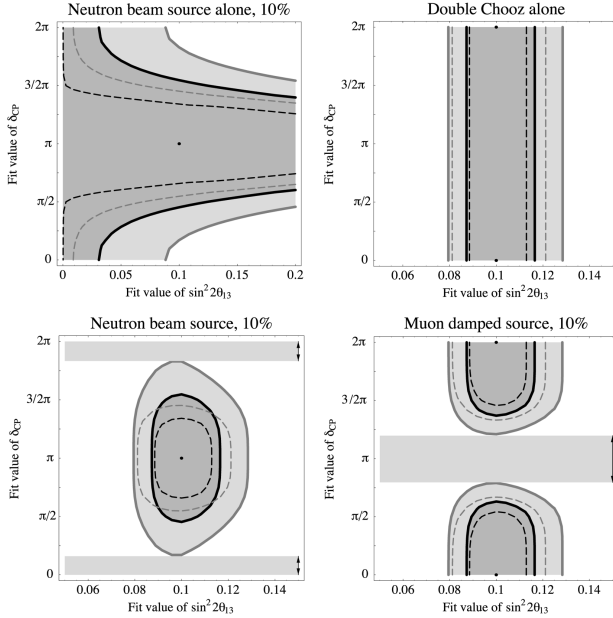 Neutron beam source alone, 10%
2π
3/2π
π
π/2
0
Fit value of δCP
0 0.05 0.1 0.15 0.2
Fit value of sin²2θ13
Double Chooz alone
2π
3/2π
π
π/2
0
Fit value of δCP
0.06 0.08 0.1 0.12 0.14
Fit value of sin²2θ13
Neutron beam source, 10%
2π
3/2π
π
π/2
0
Fit value of δCP
0.06 0.08 0.1 0.12 0.14
Fit value of sin²2θ13
Muon damped source, 10%
2π
3/2π
π
π/2
0
Fit value of δCP
0.06 0.08 0.1 0.12 0.14
Fit value of sin²2θ13